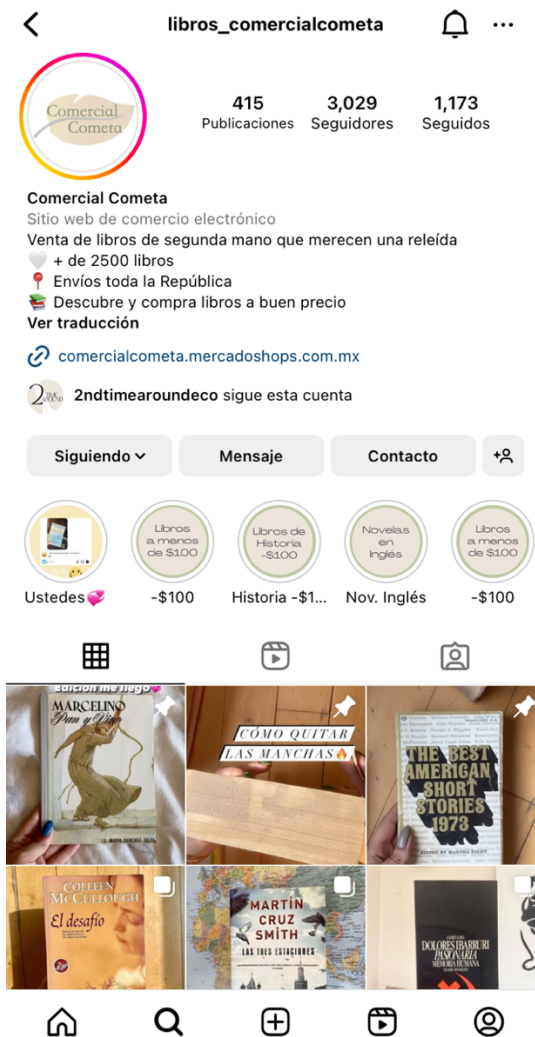 libros_comercialcometa
Comercial
Cometa
415
3,029
1,173
Publicaciones
Seguidores
Seguidos
Comercial Cometa
Sitio web de comercio electrónico
Venta de libros de segunda mano que merecen una releída
🤍 + de 2500 libros
📍 Envíos toda la República
📚 Descubre y compra libros a buen precio
Ver traducción
comercialcometa.mercadoshops.com.mx
2ndtimearoundeco sigue esta cuenta
Siguiendo
Mensaje
Contacto
Libros
a menos
de $100
Libros de
Historia
-$100
Novelas
en
Inglés
Libros
a menos
de $100
Ustedes💞
-$100
Historia -$1...
Nov. Inglés
-$100
Edición me llegó
MARCELINO
Pan y Vino
CÓMO QUITAR
LAS MANCHAS🔥
THE BEST
AMERICAN
SHORT
STORIES
1973
EDITED BY MARTHA FOLEY
COLLEEN
McCULLOUGH
El desafío
MARTÍN
CRUZ
SMITH
LAS TRES ESTACIONES
DOLORES IBARRURI
PASIONARIA
MEMORIA HUMANA